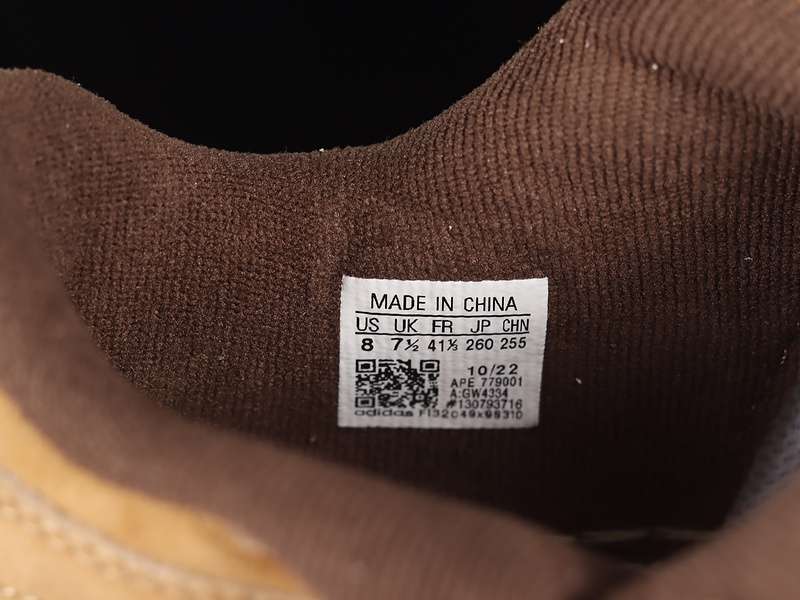 MADE IN CHINA
US UK FR JP CHN
8 7½ 41⅓ 260 255
10/22
APE 779001
A:GW4334
#130793716
adidas